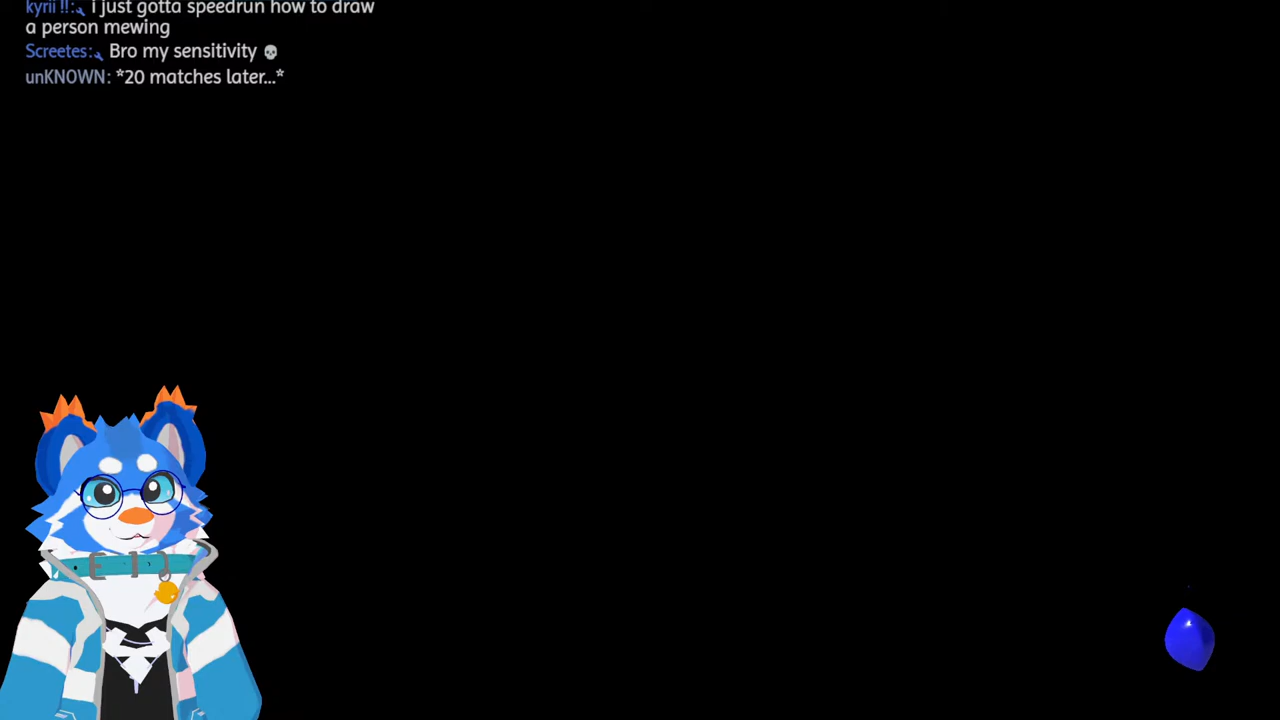 kyrii !!: i just gotta speedrun how to draw
a person mewing
Screetes: Bro my sensitivity 💀
unKNOWN: *20 matches later...*